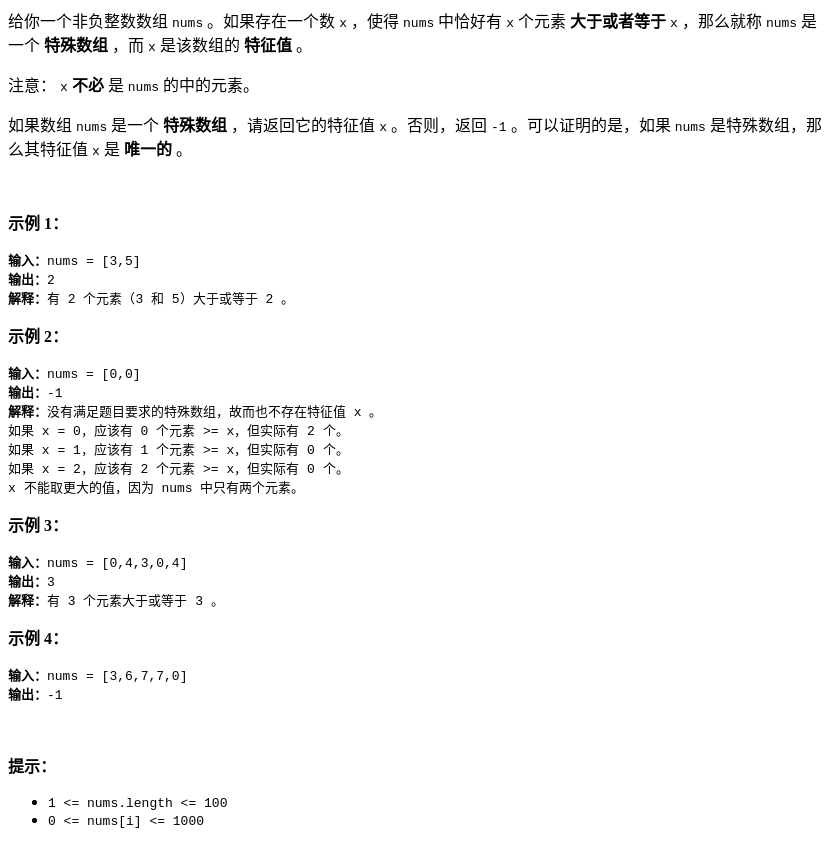 给你一个非负整数数组 nums 。如果存在一个数 x ，使得 nums 中恰好有 x 个元素 大于或者等于 x ，那么就称 nums 是
一个 特殊数组 ，而 x 是该数组的 特征值 。
注意： x 不必 是 nums 的中的元素。
如果数组 nums 是一个 特殊数组 ，请返回它的特征值 x 。否则，返回 -1 。可以证明的是，如果 nums 是特殊数组，那
么其特征值 x 是 唯一的 。
示例 1：
输入：nums = [3,5]
输出：2
解释：有 2 个元素（3 和 5）大于或等于 2 。
示例 2：
输入：nums = [0,0]
输出：-1
解释：没有满足题目要求的特殊数组，故而也不存在特征值 x 。
如果 x = 0，应该有 0 个元素 >= x，但实际有 2 个。
如果 x = 1，应该有 1 个元素 >= x，但实际有 0 个。
如果 x = 2，应该有 2 个元素 >= x，但实际有 0 个。
x 不能取更大的值，因为 nums 中只有两个元素。
示例 3：
输入：nums = [0,4,3,0,4]
输出：3
解释：有 3 个元素大于或等于 3 。
示例 4：
输入：nums = [3,6,7,7,0]
输出：-1
提示：
• 1 <= nums.length <= 100
• 0 <= nums[i] <= 1000